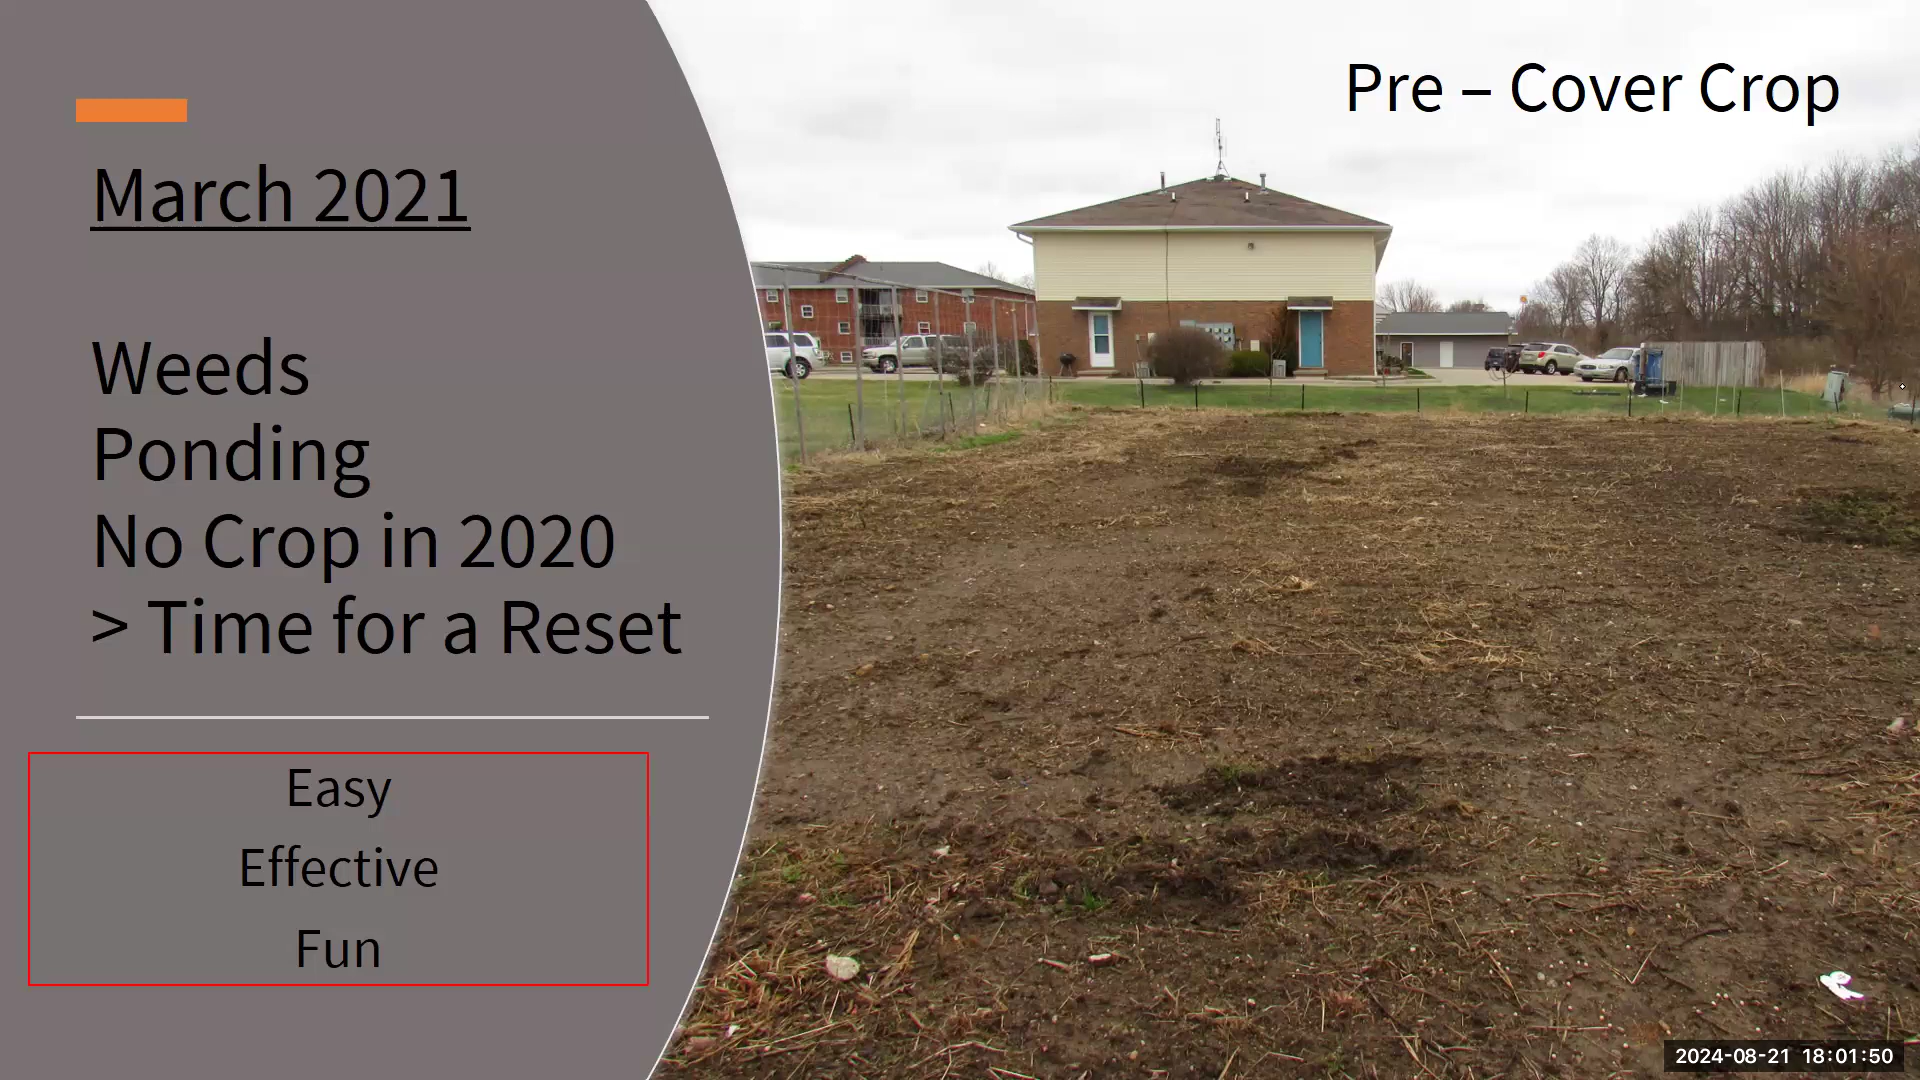 Pre – Cover Crop
March 2021
Weeds
Ponding
No Crop in 2020
> Time for a Reset
Easy
Effective
Fun
2024-08-21 18:01:50